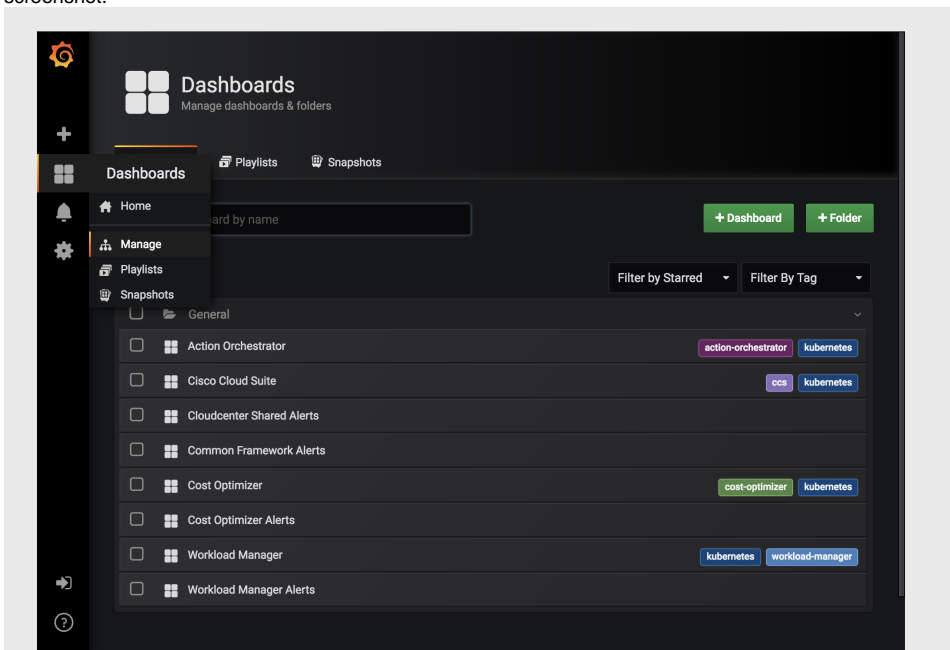 Dashboards
Manage dashboards & folders
Playlists
Snapshots
Dashboards
Home
Manage
Playlists
Snapshots
by name
+ Dashboard
+ Folder
Filter by Starred
Filter By Tag
General
Action Orchestrator
action-orchestrator
kubernetes
Cisco Cloud Suite
ccs
kubernetes
Cloudcenter Shared Alerts
Common Framework Alerts
Cost Optimizer
cost-optimizer
kubernetes
Cost Optimizer Alerts
Workload Manager
kubernetes
workload-manager
Workload Manager Alerts
?